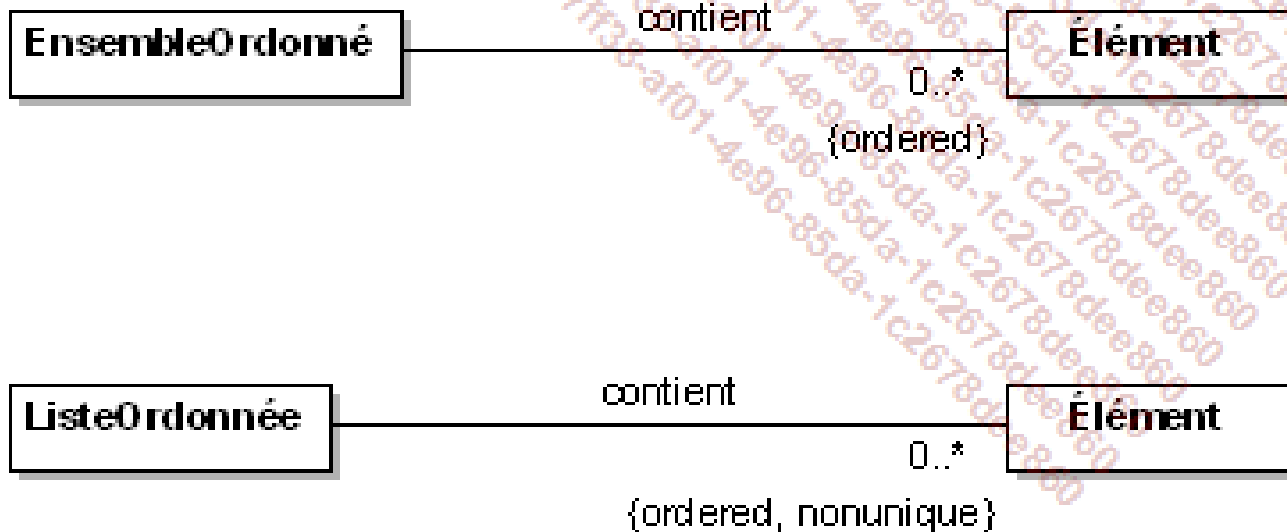 contient
EnsembleOrdonné
Élément
0..*
{ordered}
contient
ListeOrdonnée
Élément
0..*
{ordered, nonunique}